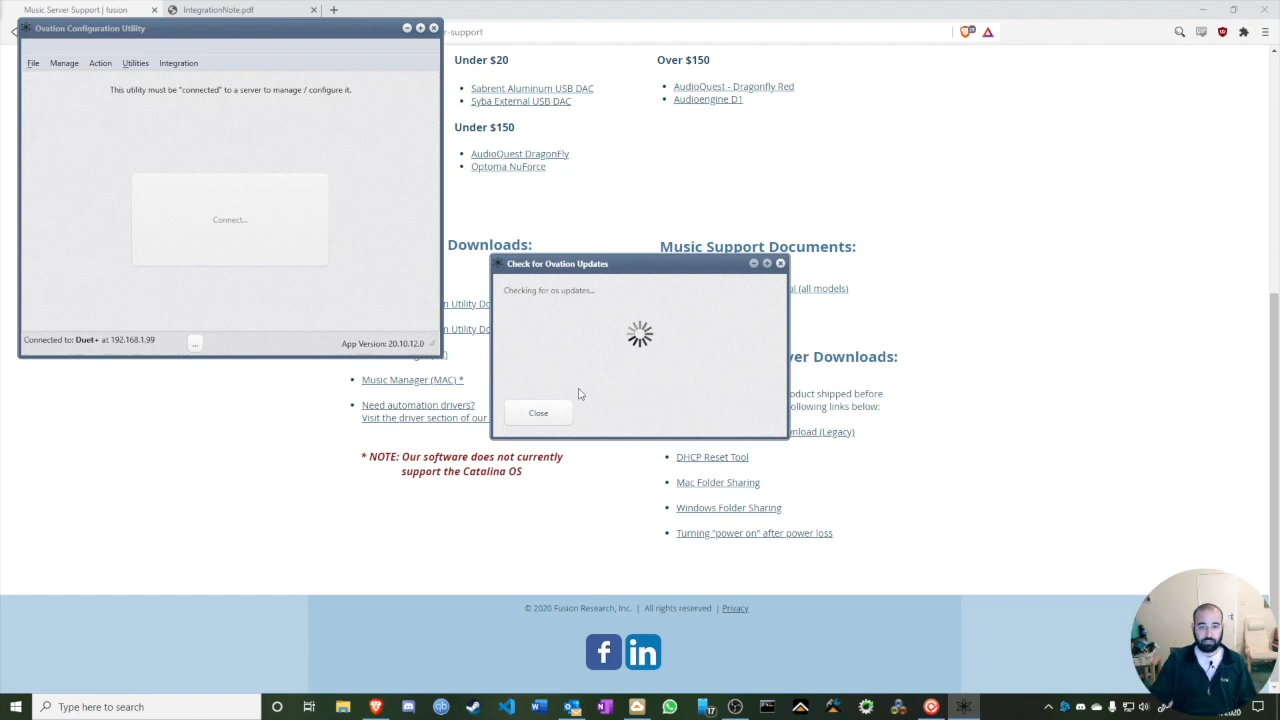 Music Server Support | fusion
IntegrationNote.pdf
r-support
Ovation Configuration Utility
File Manage Action Utilities Integration
This utility must be "connected" to a server to manage / configure it.
Connect...
Connected to: Duet+ at 192.168.1.99
...
App Version: 20.10.12.0
Under $20
Sabrent Aluminum USB DAC
Syba External USB DAC
Under $150
AudioQuest DragonFly
Optoma NuForce
Over $150
AudioQuest - Dragonfly Red
Audioengine D1
Downloads:
n Utility Do
n Utility Do
Music Manager (MAC) *
Need automation drivers?
Visit the driver section of our
* NOTE: Our software does not currently
support the Catalina OS
Check for Ovation Updates
Checking for os updates...
Close
Music Support Documents:
al (all models)
ver Downloads:
oduct shipped before
ollowing links below:
wnload (Legacy)
DHCP Reset Tool
Mac Folder Sharing
Windows Folder Sharing
Turning "power on" after power loss
© 2020 Fusion Research, Inc. | All rights reserved | Privacy
f in
Type here to search